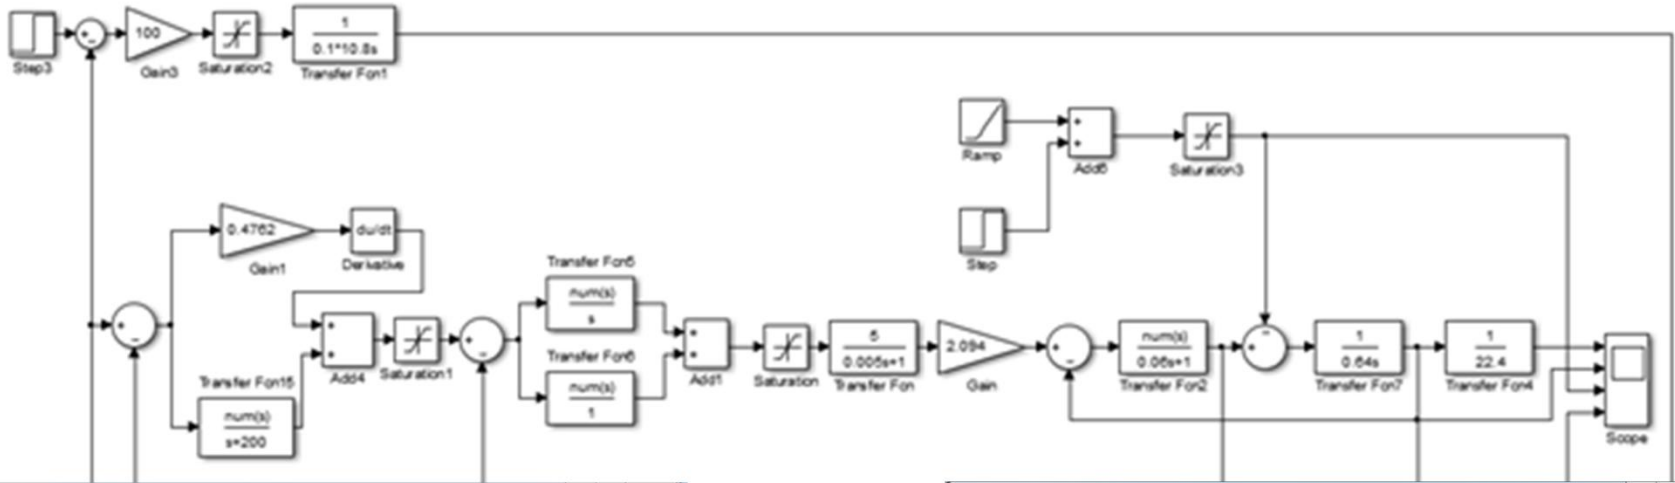 1
100
0.1*10.8s
Step3
Gain3
Saturation2
Transfer Fcn1
Ramp
Add6
Saturation3
0.4762
du/dt
Gain1
Derivative
Step
Transfer Fcn5
num(s)
s
Transfer Fcn6
num(s)
1
Add4
Saturation1
Transfer Fcn15
num(s)
s+200
Add1
Saturation
5
0.005s+1
Transfer Fcn
2.094
Gain
num(s)
0.06s+1
Transfer Fcn2
1
0.64s
Transfer Fcn7
1
22.4
Transfer Fcn4
Scope